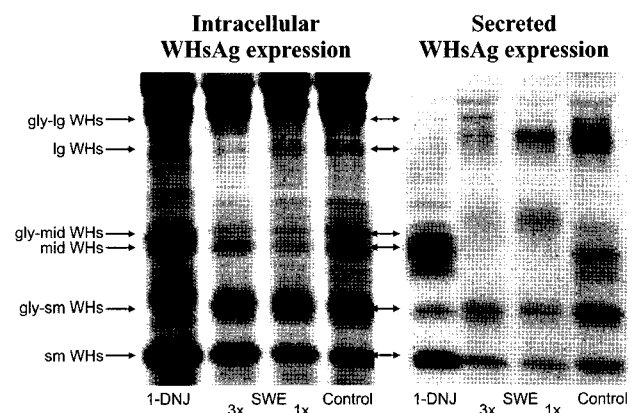 Intracellular
WHsAg expression
Secreted
WHsAg expression
gly-lg WHs
lg WHs
gly-mid WHs
mid WHs
gly-sm WHs
sm WHs
1-DNJ SWE Control
3x 1x
1-DNJ SWE Control
3x 1x